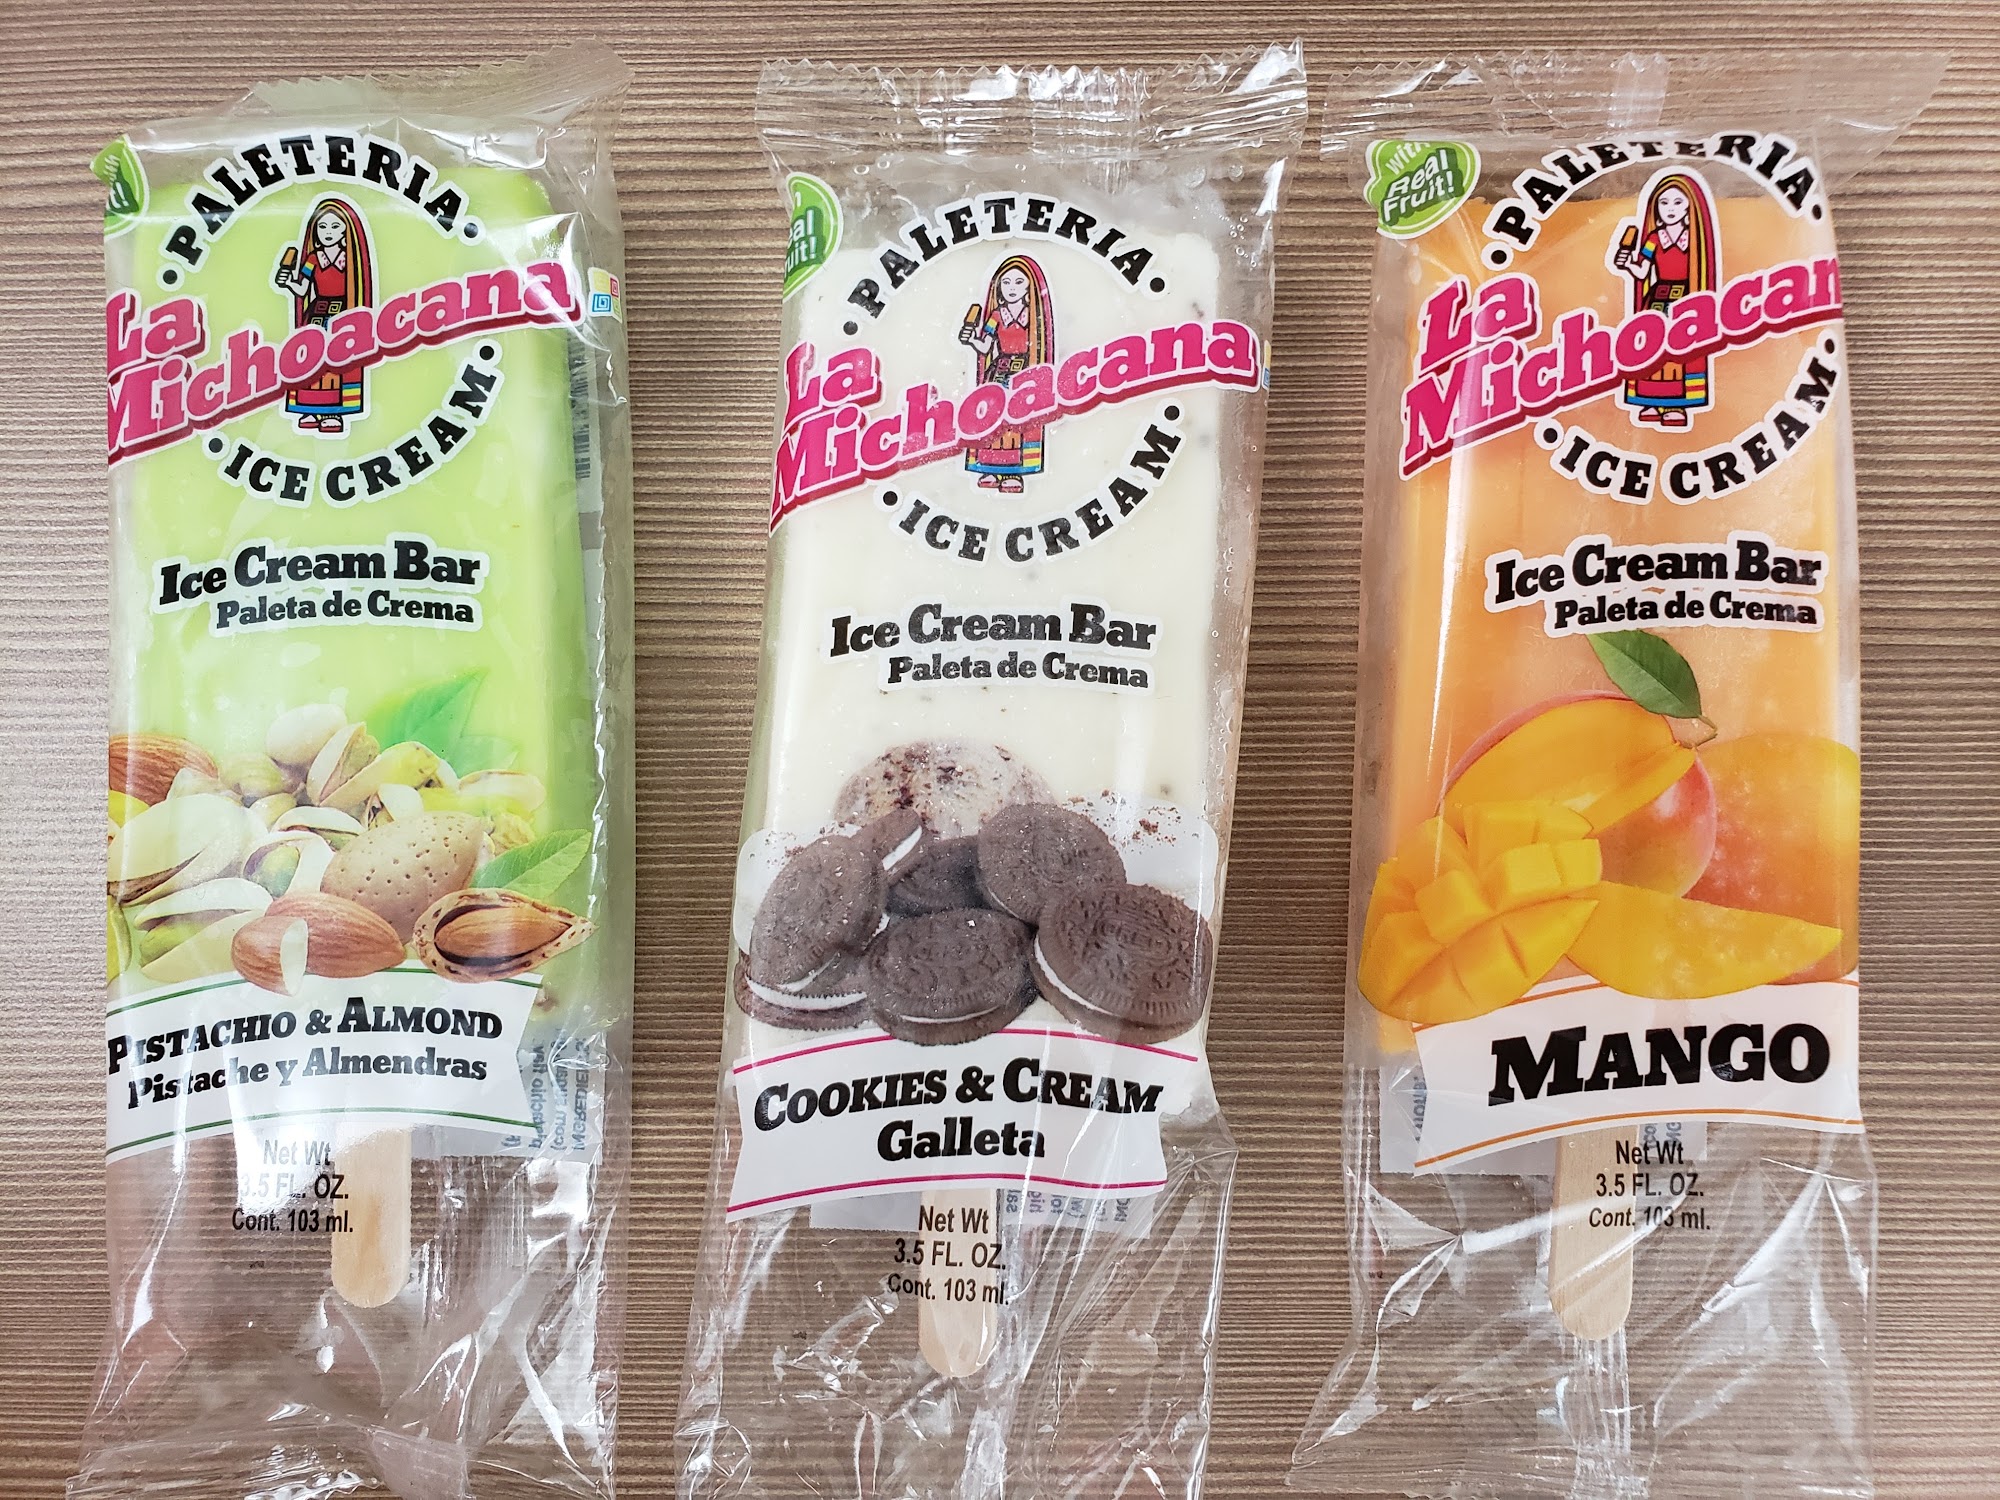 PALETERIA
La
Michoacana
ICE CREAM
Ice Cream Bar
Paleta de Crema
PISTACHIO & ALMOND
Pistache y Almendras
Net Wt
3.5 FL. OZ.
Cont. 103 ml.
PALETERIA
La
Michoacana
ICE CREAM
Ice Cream Bar
Paleta de Crema
COOKIES & CREAM
Galleta
Net Wt
3.5 FL. OZ.
Cont. 103 ml.
with
Real
Fruit!
PALETERIA
La
Michoacan
ICE CREAM
Ice Cream Bar
Paleta de Crema
MANGO
Net Wt
3.5 FL. OZ.
Cont. 103 ml.